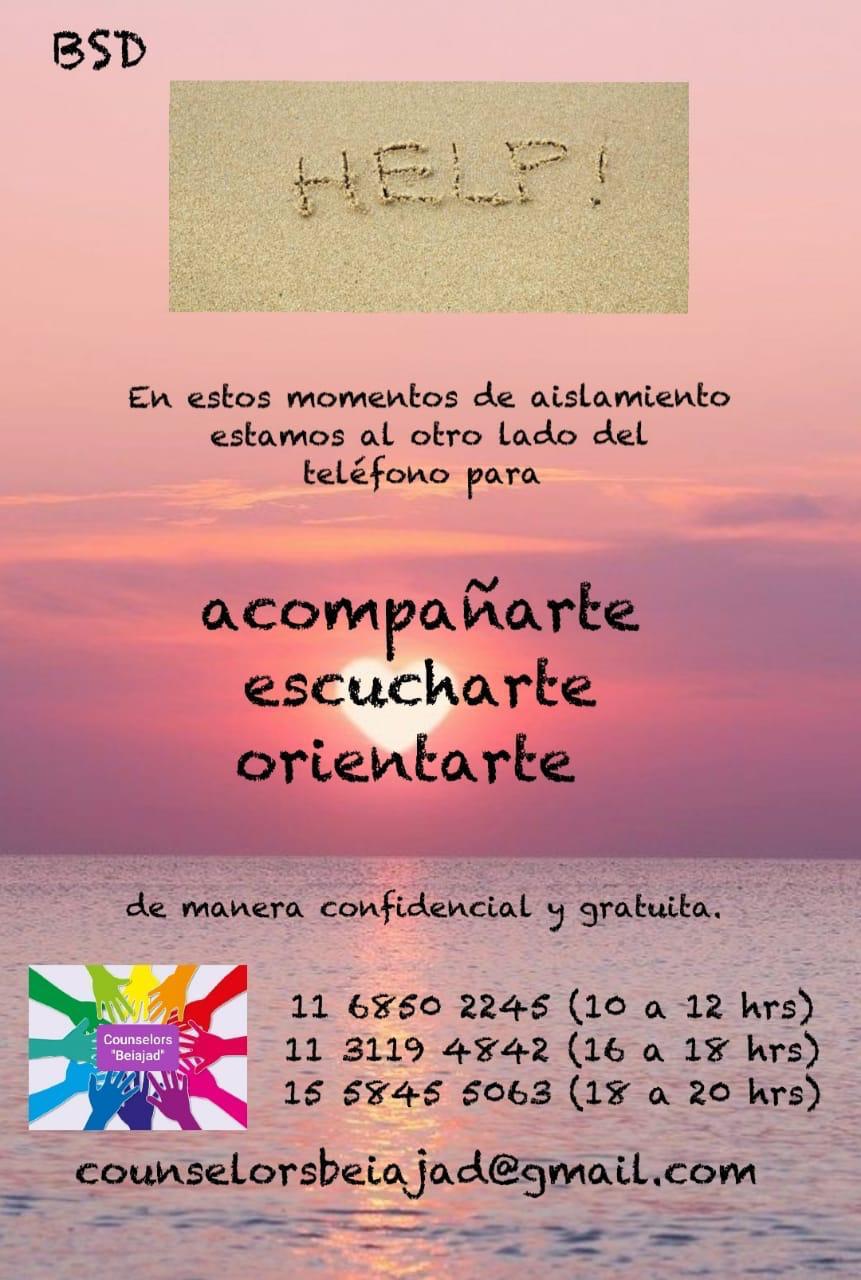 BSD
HELP!
En estos momentos de aislamiento
estamos al otro lado del
teléfono para
acompañarte
escucharte
orientarte
de manera confidencial y gratuita.
Counselors
"Beiajad"
11 6850 2245 (10 a 12 hrs)
11 3119 4842 (16 a 18 hrs)
15 5845 5063 (18 a 20 hrs)
counselorsbeiajad@gmail.com